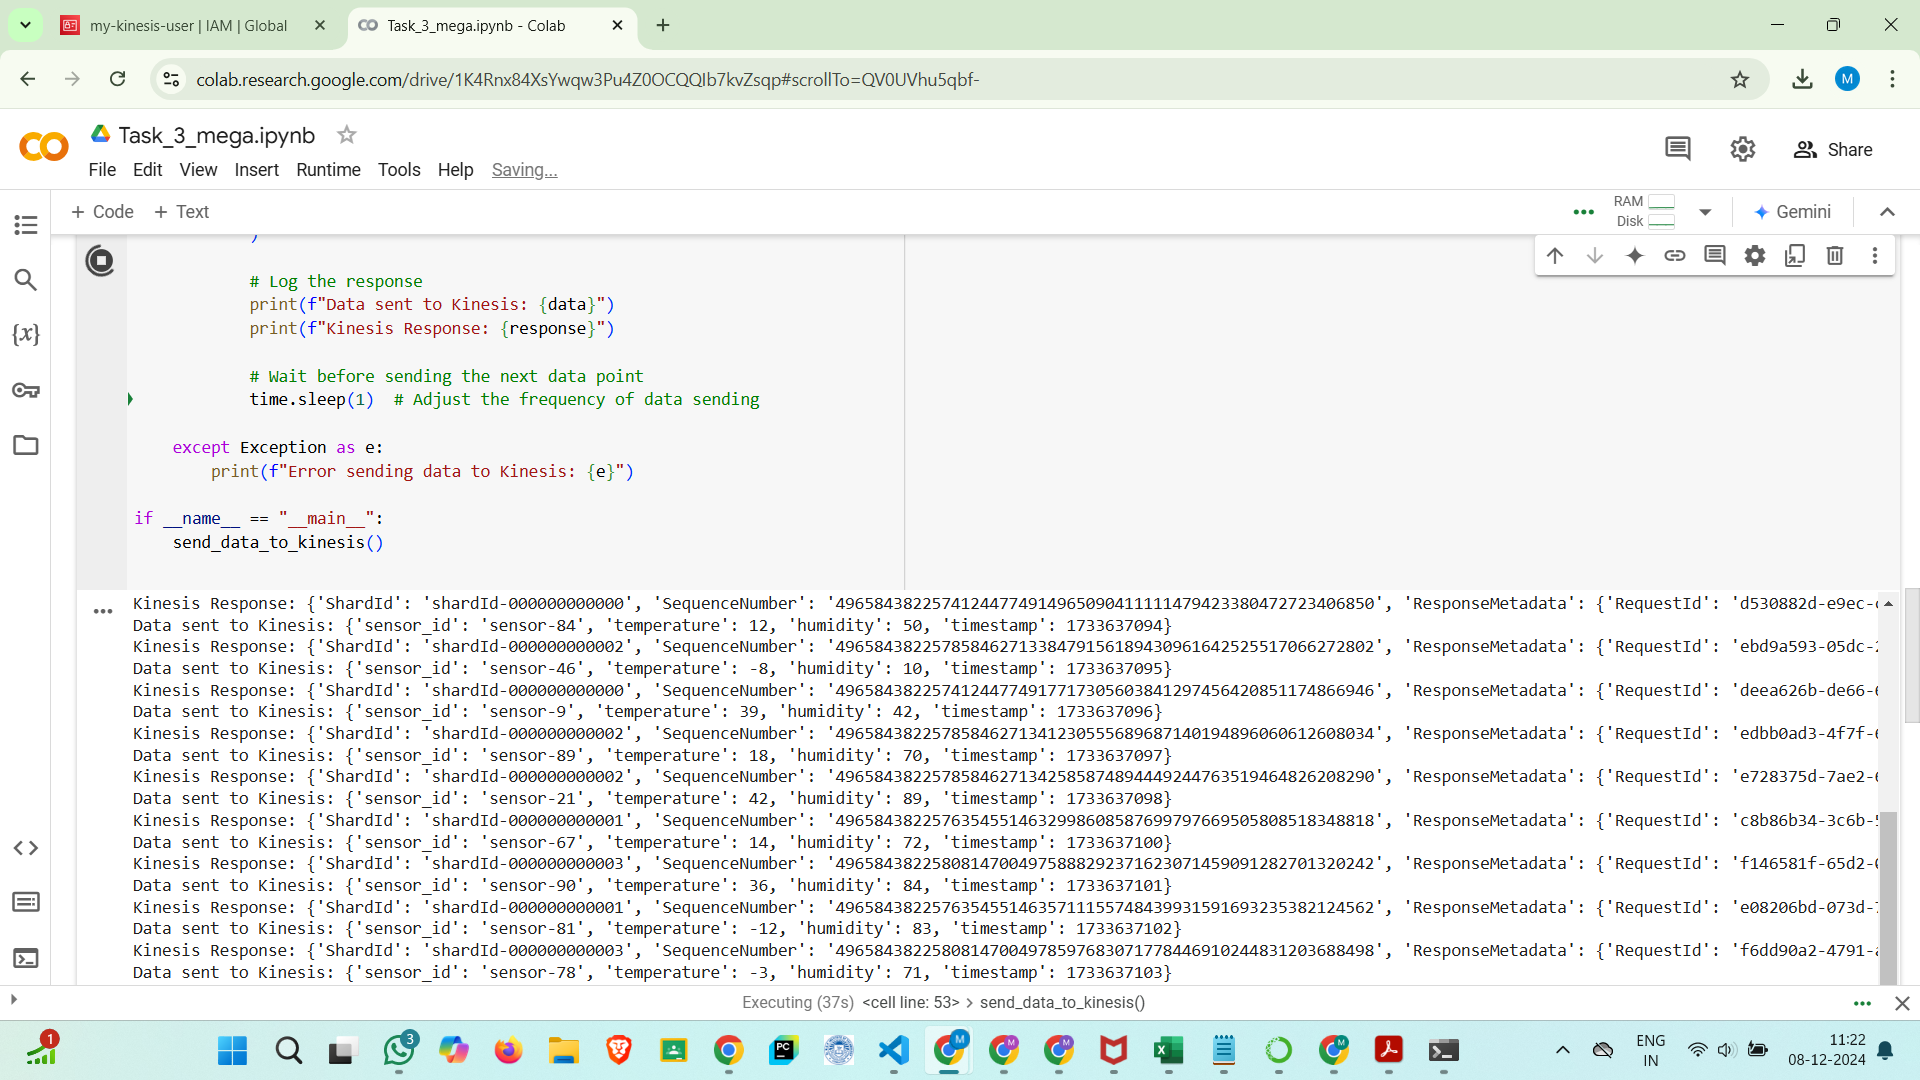 my-kinesis-user | IAM | Global
Task_3_mega.ipynb - Colab
colab.research.google.com/drive/1K4Rnx84XsYwqw3Pu4Z0OCQQIb7kvZsqp#scrollTo=QV0UVhu5qbf-
M
Task_3_mega.ipynb
Share
File Edit View Insert Runtime Tools Help Saving...
+ Code + Text
RAM
Disk
Gemini
)
# Log the response
print(f"Data sent to Kinesis: {data}")
print(f"Kinesis Response: {response}")
# Wait before sending the next data point
time.sleep(1)  # Adjust the frequency of data sending
except Exception as e:
print(f"Error sending data to Kinesis: {e}")
if __name__ == "__main__":
send_data_to_kinesis()
Kinesis Response: {'ShardId': 'shardId-000000000000', 'SequenceNumber': '49658438225741244774914965090411111479423380472723406850', 'ResponseMetadata': {'RequestId': 'd530882d-e9ec-
Data sent to Kinesis: {'sensor_id': 'sensor-84', 'temperature': 12, 'humidity': 50, 'timestamp': 1733637094}
Kinesis Response: {'ShardId': 'shardId-000000000002', 'SequenceNumber': '49658438225785846271338479156189430961642525517066272802', 'ResponseMetadata': {'RequestId': 'ebd9a593-05dc-
Data sent to Kinesis: {'sensor_id': 'sensor-46', 'temperature': -8, 'humidity': 10, 'timestamp': 1733637095}
Kinesis Response: {'ShardId': 'shardId-000000000000', 'SequenceNumber': '49658438225741244774917717305603841297456420851174866946', 'ResponseMetadata': {'RequestId': 'deea626b-de66-
Data sent to Kinesis: {'sensor_id': 'sensor-9', 'temperature': 39, 'humidity': 42, 'timestamp': 1733637096}
Kinesis Response: {'ShardId': 'shardId-000000000002', 'SequenceNumber': '49658438225785846271341230555689687140194896060612608034', 'ResponseMetadata': {'RequestId': 'edbb0ad3-4f7f-
Data sent to Kinesis: {'sensor_id': 'sensor-89', 'temperature': 18, 'humidity': 70, 'timestamp': 1733637097}
Kinesis Response: {'ShardId': 'shardId-000000000002', 'SequenceNumber': '49658438225785846271342585874894449244763519464826208290', 'ResponseMetadata': {'RequestId': 'e728375d-7ae2-
Data sent to Kinesis: {'sensor_id': 'sensor-21', 'temperature': 42, 'humidity': 89, 'timestamp': 1733637098}
Kinesis Response: {'ShardId': 'shardId-000000000001', 'SequenceNumber': '49658438225763545514632998608587699797669505808518348818', 'ResponseMetadata': {'RequestId': 'c8b86b34-3c6b-
Data sent to Kinesis: {'sensor_id': 'sensor-67', 'temperature': 14, 'humidity': 72, 'timestamp': 1733637100}
Kinesis Response: {'ShardId': 'shardId-000000000003', 'SequenceNumber': '49658438225808147004975888292371623071459091282701320242', 'ResponseMetadata': {'RequestId': 'f146581f-65d2-
Data sent to Kinesis: {'sensor_id': 'sensor-90', 'temperature': 36, 'humidity': 84, 'timestamp': 1733637101}
Kinesis Response: {'ShardId': 'shardId-000000000001', 'SequenceNumber': '49658438225763545514635711155748439931591693235382124562', 'ResponseMetadata': {'RequestId': 'e08206bd-073d-
Data sent to Kinesis: {'sensor_id': 'sensor-81', 'temperature': -12, 'humidity': 83, 'timestamp': 1733637102}
Kinesis Response: {'ShardId': 'shardId-000000000003', 'SequenceNumber': '49658438225808147004978597683071778446910244831203688498', 'ResponseMetadata': {'RequestId': 'f6dd90a2-4791-
Data sent to Kinesis: {'sensor_id': 'sensor-78', 'temperature': -3, 'humidity': 71, 'timestamp': 1733637103}
Executing (37s) <cell line: 53> > send_data_to_kinesis()
1
3
PC
M
M
M
ENG
IN
11:22
08-12-2024